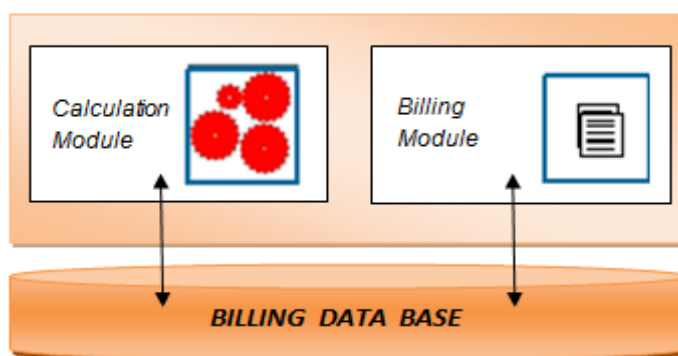 Calculation
Module
Billing
Module
BILLING DATA BASE